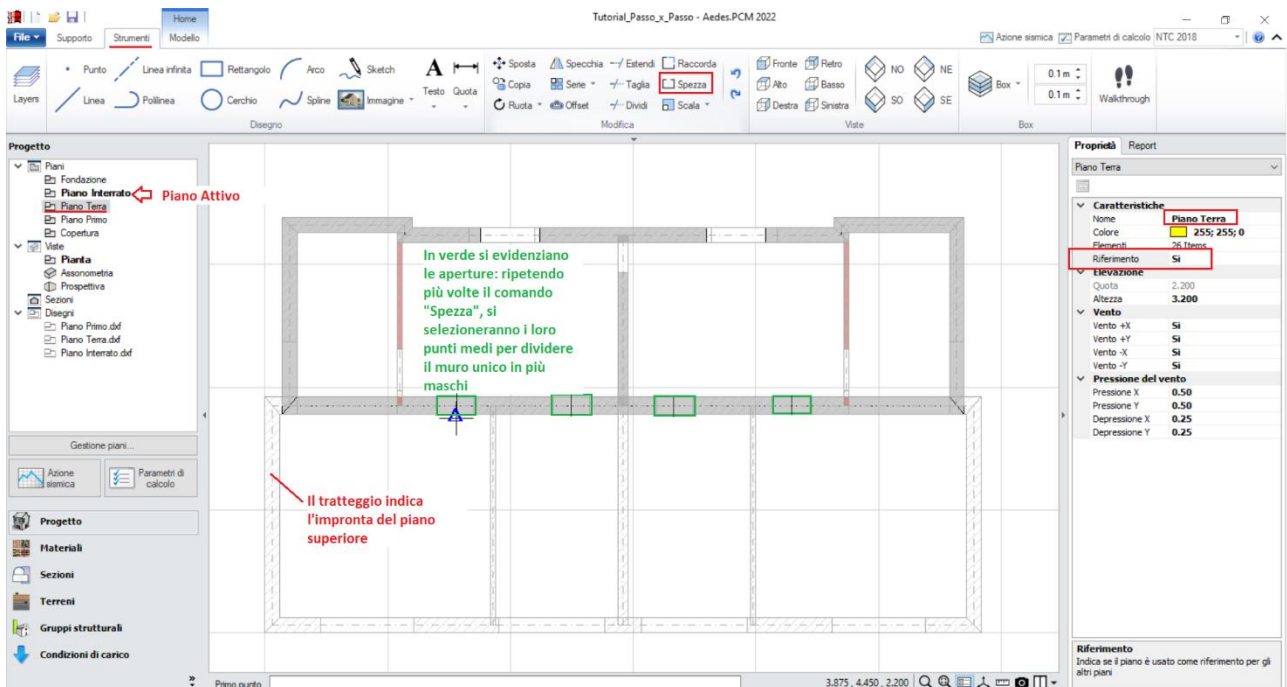 Tutorial_Passo_x_Passo - Aedes.PCM 2022
Home
File Supporto Strumenti Modello
Azione sismica Parametri di calcolo NTC 2018
Layers
Punto Linea infinita Rettangolo Arco Sketch
Linea Polilinea Cerchio Spline Immagine
Testo Quota
Disegno
Sposta Specchia Estendi Raccorda
Copia Serie Taglia Spezza
Ruota Offset Dividi Scala
Modifica
Fronte Retro
Alto Basso
Destra Sinistra
NO NE
SO SE
Viste
Box
0.1 m
0.1 m
Walkthrough
Box
Progetto
Piani
Fondazione
Piano Interrato
Piano Terra
Piano Primo
Copertura
Viste
Pianta
Assonometria
Prospettiva
Sezioni
Disegni
Piano Primo.dxf
Piano Terra.dxf
Piano Interrato.dxf
Gestione piani...
Azione
sismica
Parametri di
calcolo
Progetto
Materiali
Sezioni
Terreni
Gruppi strutturali
Condizioni di carico
Piano Attivo
In verde si evidenziano
le aperture: ripetendo
più volte il comando
"Spezza", si
selezioneranno i loro
punti medi per dividere
il muro unico in più
maschi
Il tratteggio indica
l'impronta del piano
superiore
Primo punto
3.875 , 4.450 , 2.200
Proprietà Report
Piano Terra
Caratteristiche
Nome Piano Terra
Colore 255; 255; 0
Elementi 26 Items
Riferimento Sì
Elevazione
Quota 2.200
Altezza 3.200
Vento
Vento +X Sì
Vento +Y Sì
Vento -X Sì
Vento -Y Sì
Pressione del vento
Pressione X 0.50
Pressione Y 0.50
Depressione X 0.25
Depressione Y 0.25
Riferimento
Indica se il piano è usato come riferimento per gli
altri piani